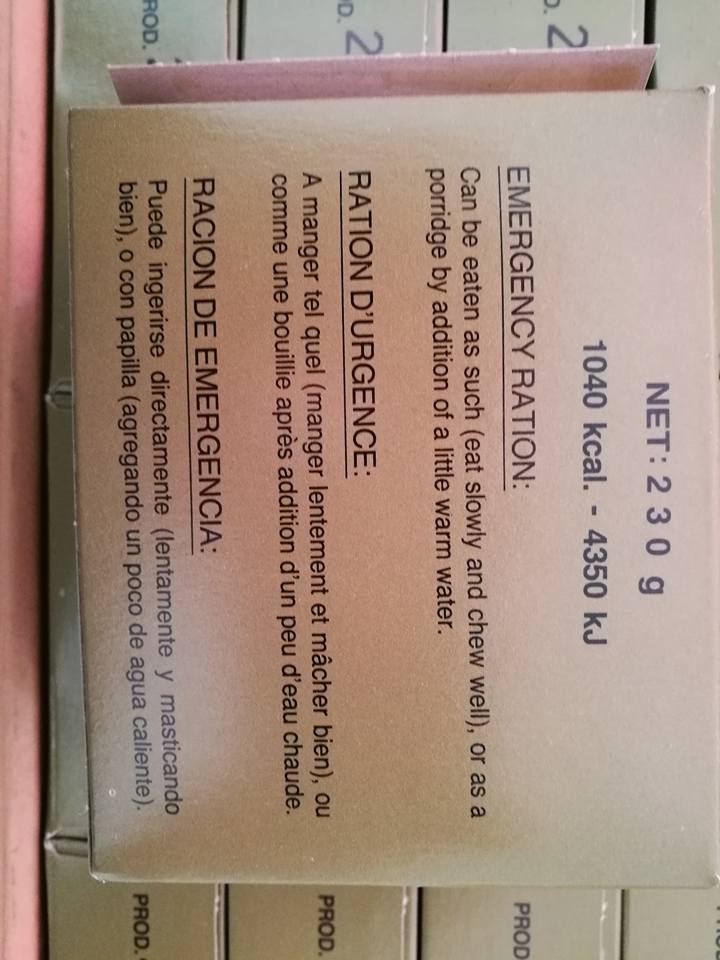 NET: 230 g
1040 kcal. - 4350 kJ
EMERGENCY RATION:
Can be eaten as such (eat slowly and chew well), or as a
porridge by addition of a little warm water.
RATION D'URGENCE:
A manger tel quel (manger lentement et mâcher bien), ou
comme une bouillie après addition d'un peu d'eau chaude.
RACION DE EMERGENCIA:
Puede ingerirse directamente (lentamente y masticando
bien), o con papilla (agregando un poco de agua caliente).
PROD.
PROD.
PROD
ROD.
D. 2
D. 2